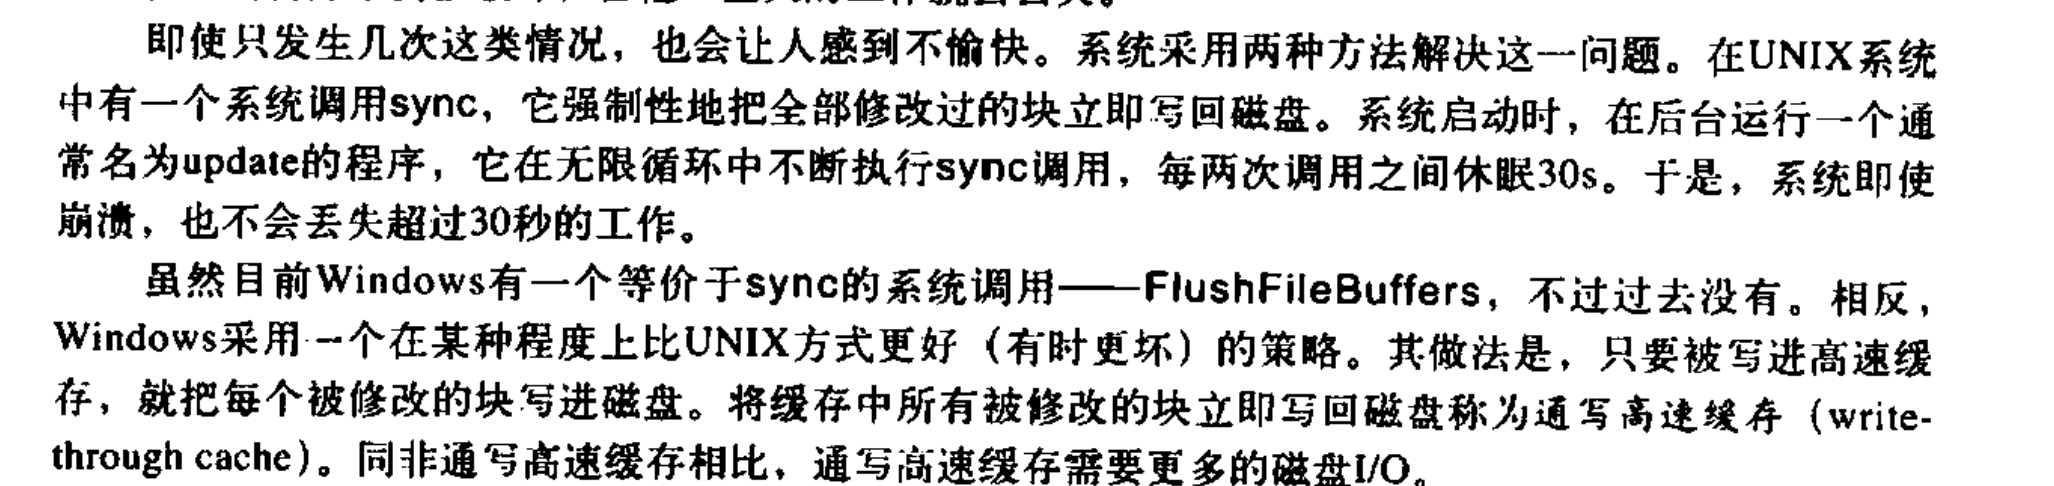 即使只发生几次这类情况，也会让人感到不愉快。系统采用两种方法解决这一问题。在UNIX系统
中有一个系统调用sync，它强制性地把全部修改过的块立即写回磁盘。系统启动时，在后台运行一个通
常名为update的程序，它在无限循环中不断执行sync调用，每两次调用之间休眠30s。于是，系统即使
崩溃，也不会丢失超过30秒的工作。
虽然目前Windows有一个等价于sync的系统调用——FlushFileBuffers，不过过去没有。相反，
Windows采用一个在某种程度上比UNIX方式更好（有时更坏）的策略。其做法是，只要被写进高速缓
存，就把每个被修改的块写进磁盘。将缓存中所有被修改的块立即写回磁盘称为通写高速缓存（write-
through cache）。同非通写高速缓存相比，通写高速缓存需要更多的磁盘I/O。